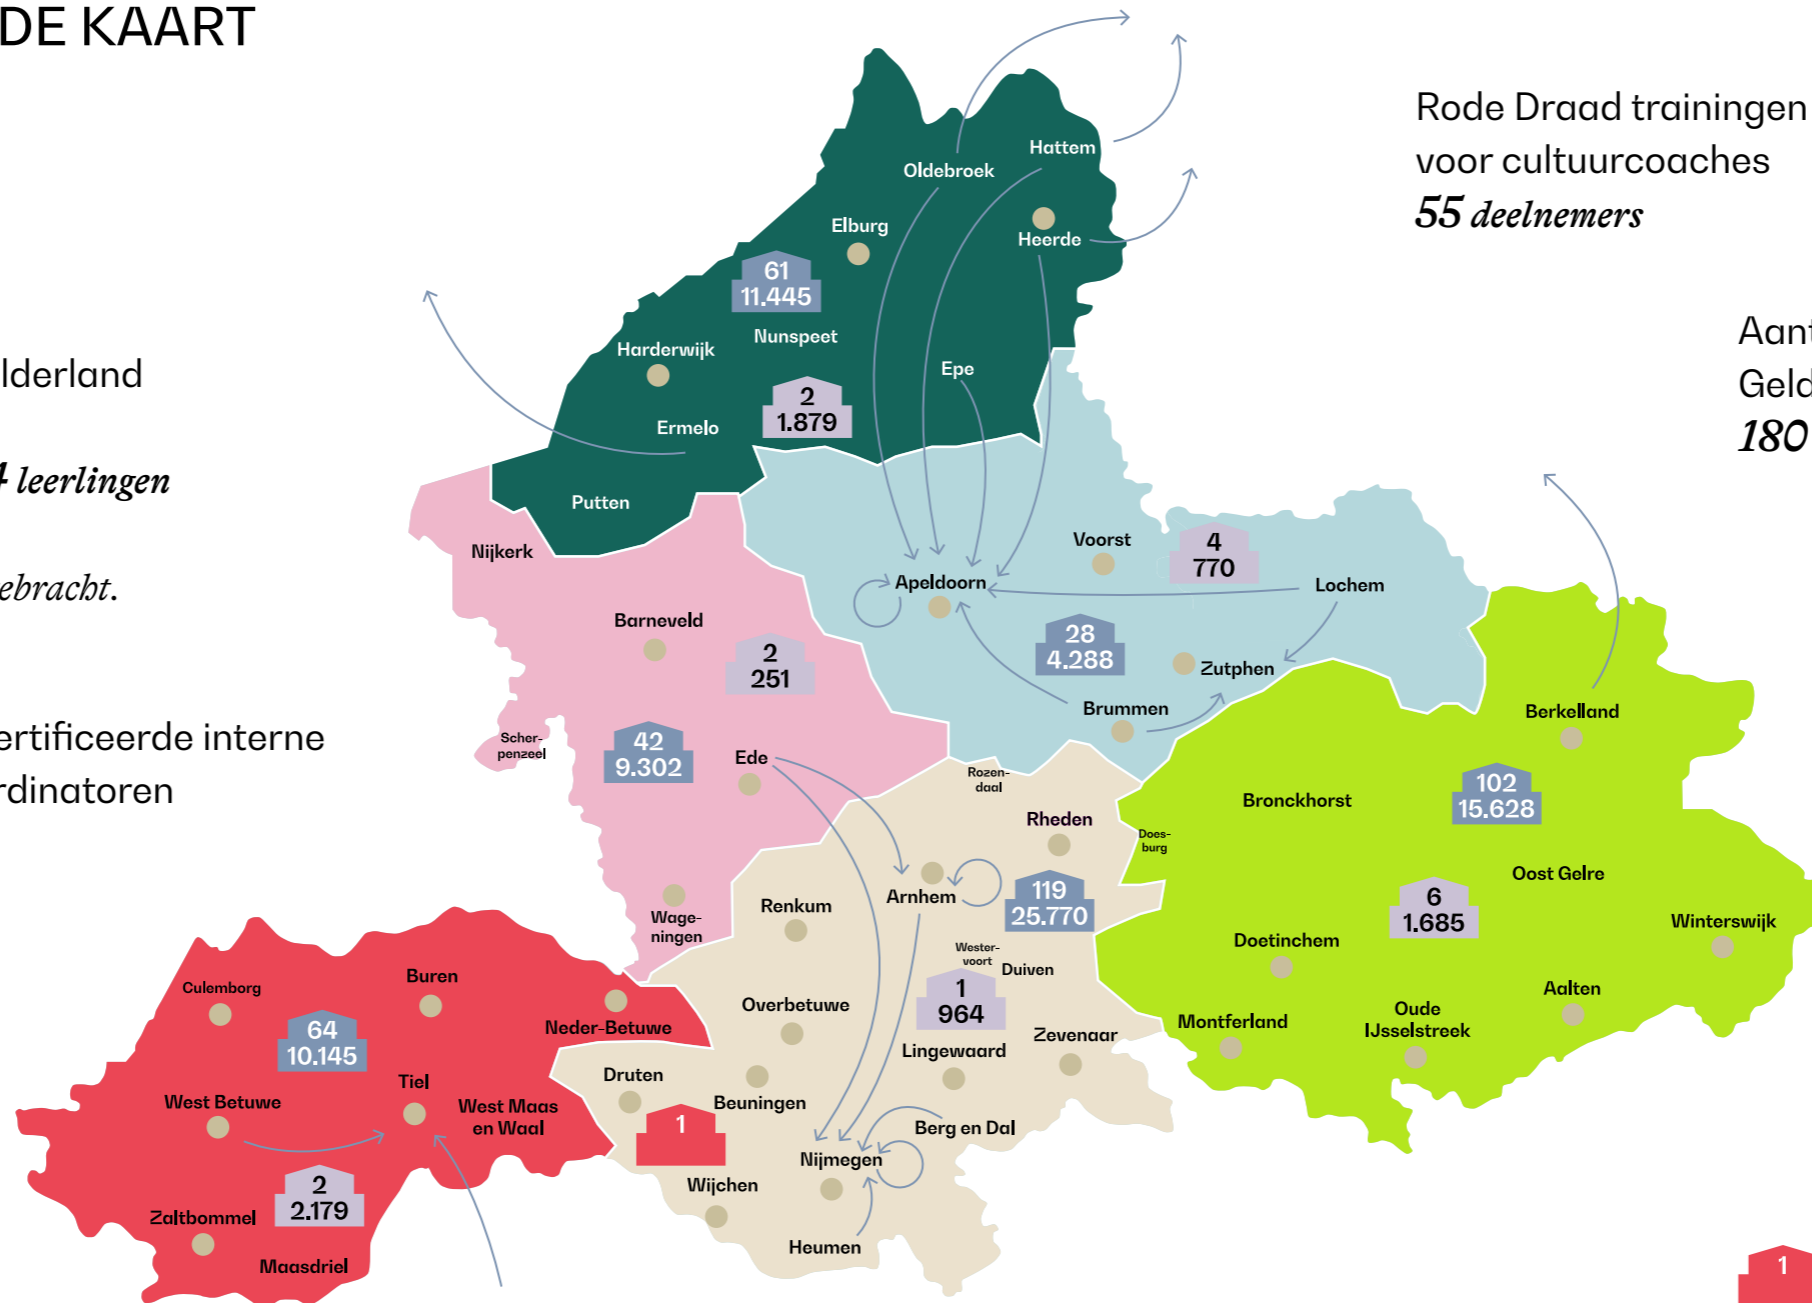 DE KAART
Rode Draad trainingen
voor cultuurcoaches
55 deelnemers
lderland
4 leerlingen
ebracht.
ertificeerde interne
rdinatoren
Aant
Geld
180
Oldebroek
Hattem
Elburg
Heerde
61
11.445
Nunspeet
Harderwijk
Epe
2
1.879
Ermelo
Putten
Nijkerk
Barneveld
2
251
Scher-
penzeel
42
9.302
Ede
Wage-
ningen
Voorst
4
770
Apeldoorn
Lochem
28
4.288
Zutphen
Brummen
Berkelland
Bronckhorst
102
15.628
Does-
burg
Oost Gelre
6
1.685
Winterswijk
Doetinchem
Aalten
Montferland
Oude
IJsselstreek
Rozen-
daal
Rheden
Arnhem
119
25.770
Renkum
Wester-
voort
Duiven
1
964
Overbetuwe
Zevenaar
Lingewaard
Druten
Beuningen
1
Berg en Dal
Nijmegen
Wijchen
Heumen
Culemborg
Buren
64
10.145
Neder-Betuwe
Tiel
West Betuwe
West Maas
en Waal
2
2.179
Zaltbommel
Maasdriel
1